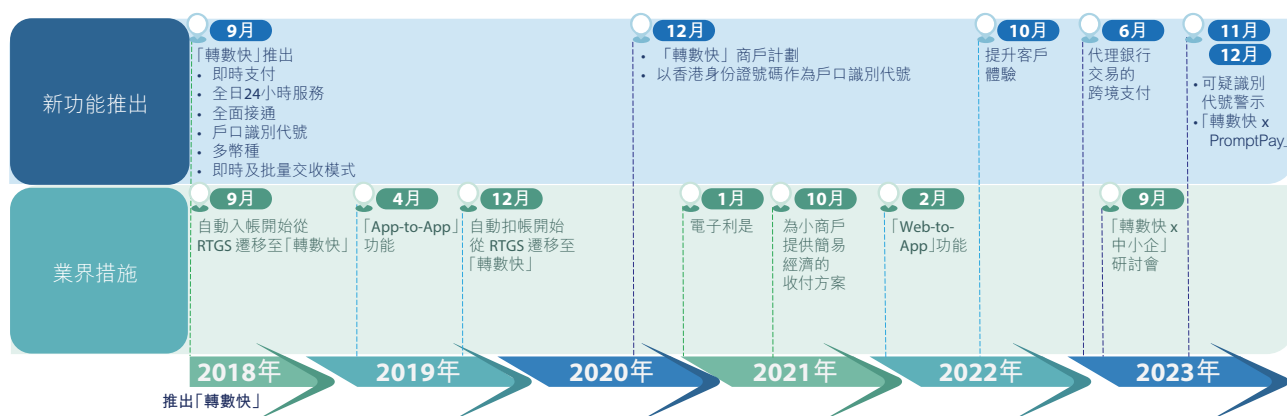 新功能推出
9月
「轉數快」推出
• 即時支付
• 全日24小時服務
• 全面接通
• 戶口識別代號
• 多幣種
• 即時及批量交收模式
12月
• 「轉數快」商戶計劃
• 以香港身份證號碼作為戶口識別代號
10月
提升客戶
體驗
6月
代理銀行
交易的
跨境支付
11月
12月
• 可疑識別
代號警示
• 「轉數快 x
PromptPay」
業界措施
9月
自動入帳開始從
RTGS 遷移至「轉數快」
4月
「App-to-App」
功能
12月
自動扣帳開始
從 RTGS 遷移至
「轉數快」
1月
電子利是
10月
為小商戶
提供簡易
經濟的
收付方案
2月
「Web-to-
App」功能
9月
「轉數快 x
中小企」
研討會
2018年
2019年
2020年
2021年
2022年
2023年
推出「轉數快」